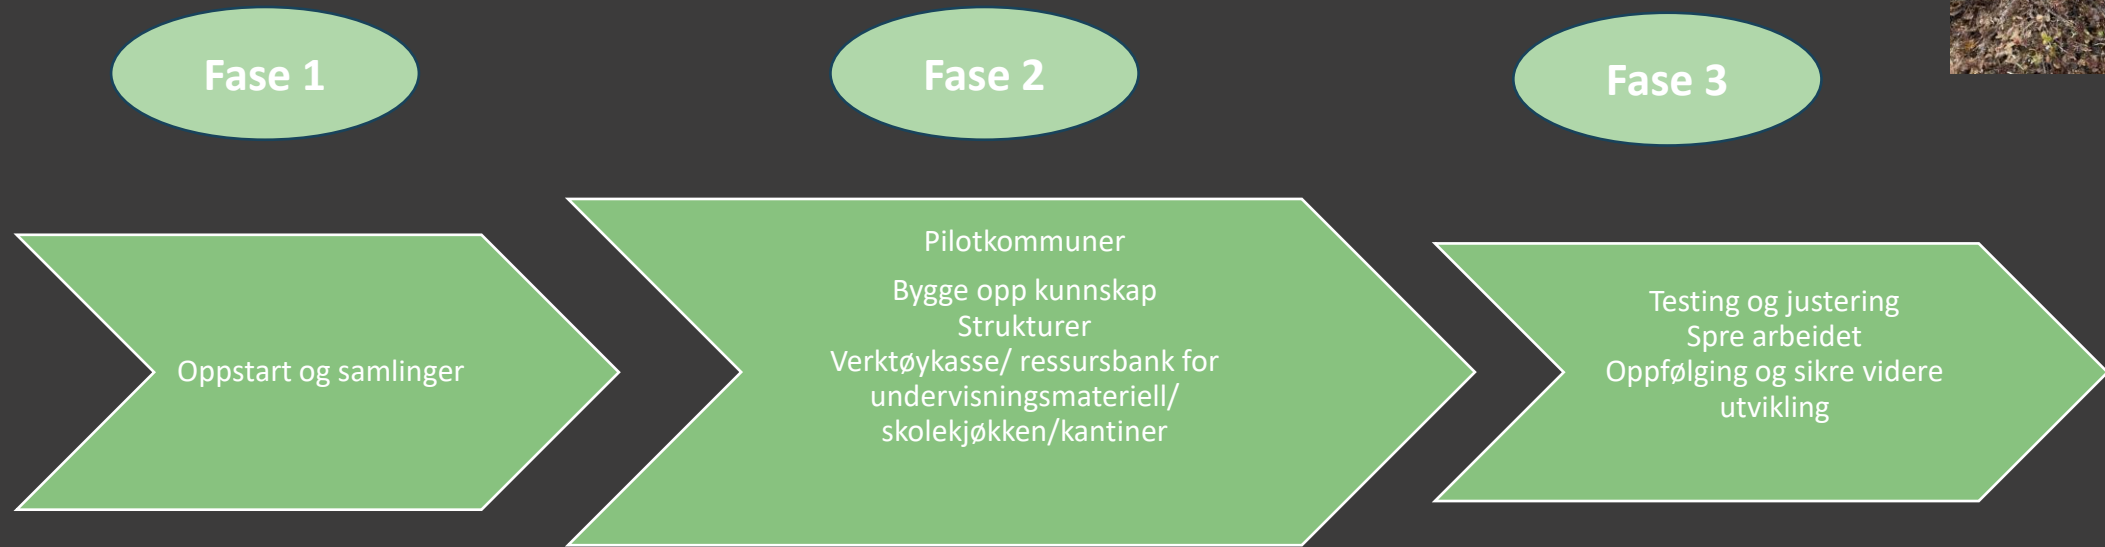 Fase 1
Oppstart og samlinger
Fase 2
Pilotkommuner
Bygge opp kunnskap
Strukturer
Verktøykasse/ ressursbank for
undervisningsmateriell/
skolekjøkken/kantiner
Fase 3
Testing og justering
Spre arbeidet
Oppfølging og sikre videre
utvikling